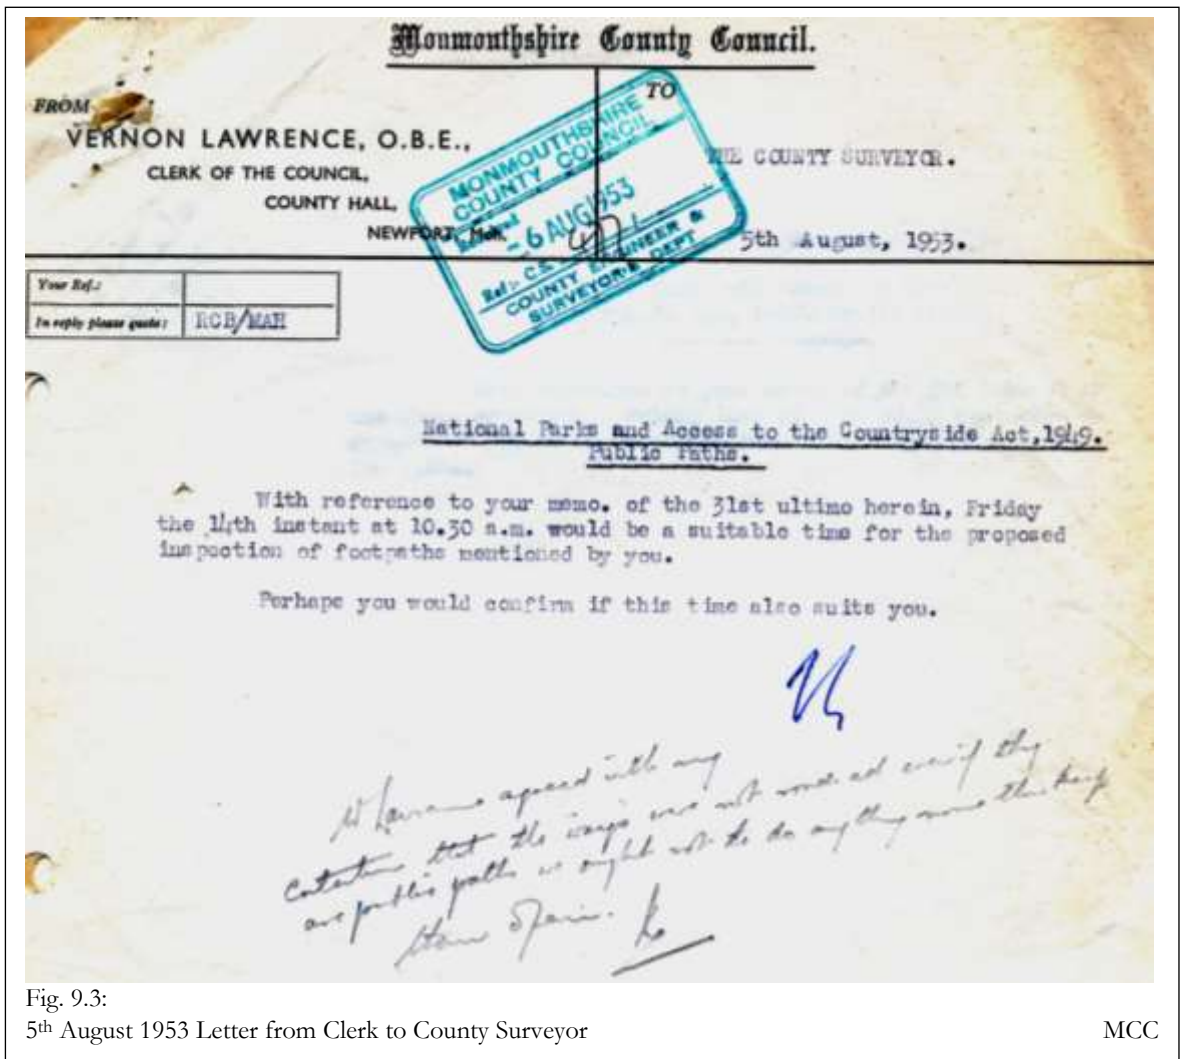 Monmouthshire County Council.
FROM
VERNON LAWRENCE, O.B.E.,
CLERK OF THE COUNCIL,
COUNTY HALL,
NEWPORT, Mon.
TO
THE COUNTY SURVEYOR.
5th August, 1953.
MONMOUTHSHIRE
COUNTY COUNCIL
Received
- 6 AUG 1953
Ref:- C.S.
COUNTY ENGINEER &
SURVEYOR'S DEPT
Your Ref.:
In reply please quote: RCB/MAH
National Parks and Access to the Countryside Act,1949.
Public Paths.
With reference to your memo. of the 31st ultimo herein, Friday
the 14th instant at 10.30 a.m. would be a suitable time for the proposed
inspection of footpaths mentioned by you.
Perhaps you would confirm if this time also suits you.
Mr Lawrence agreed with my
contention that the ways were not roads and even if they
are public paths we ought not to do anything more than keep
them open.
Fig. 9.3:
5th August 1953 Letter from Clerk to County Surveyor MCC